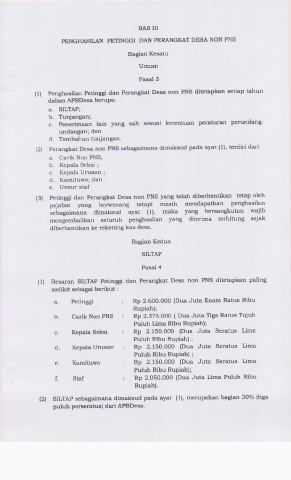 BAB III
PENGHASILAN PETINGGI DAN PERANGKAT DESA NON PNS
Bagian Kesatu
Umum
Pasal 3
(1) Penghasilan Petinggi dan Perangkat Desa non PNS ditetapkan setiap tahun
dalam APBDesa berupa:
a. SILTAP;
b. Tunjangan;
c. Penerimaan lain yang sah sesuai ketentuan peraturan perundang-
undangan; dan
d. Tambahan tunjangan.
(2) Perangkat Desa non PNS sebagaimana dimaksud pada ayat (1), terdiri dari
a. Carik Non PNS;
b. Kepala Seksi ;
c. Kepala Urusan ;
d. Kamituwo; dan
e. Unsur staf
(3) Petinggi dan Perangkat Desa non PNS yang telah diberhentikan tetap oleh
pejabat yang berwenang tetapi masih mendapatkan penghasilan
sebagaimana dimaksud ayat (1), maka yang bersangkutan wajib
mengembalikan seluruh penghasilan yang diterima terhitung sejak
diberhentikan ke rekening kas desa.
Bagian Kedua
SILTAP
Pasal 4
(1) Besaran SILTAP Petinggi dan Perangkat Desa non PNS ditetapkan paling
sedikit sebagai berikut :
a. Petinggi : Rp 2.600.000 (Dua Juta Enam Ratus Ribu
Rupiah);
b. Carik Non PNS : Rp 2.375.000 ( Dua Juta Tiga Ratus Tujuh
Puluh Lima Ribu Rupiah);
c. Kepala Seksi : Rp 2.150.000 (Dua Juta Seratus Lima
Puluh Ribu Rupiah) ;
d. Kepala Urusan : Rp 2.150.000 (Dua Juta Seratus Lima
Puluh Ribu Rupiah) ;
e. Kamituwo : Rp 2.150.000 (Dua Juta Seratus Lima
Puluh Ribu Rupiah);
f. Staf : Rp 2.050.000 (Dua Juta Lima Puluh Ribu
Rupiah).
(2) SILTAP sebagaimana dimaksud pada ayat (1), merupakan bagian 30% (tiga
puluh perseratus) dari APBDesa.